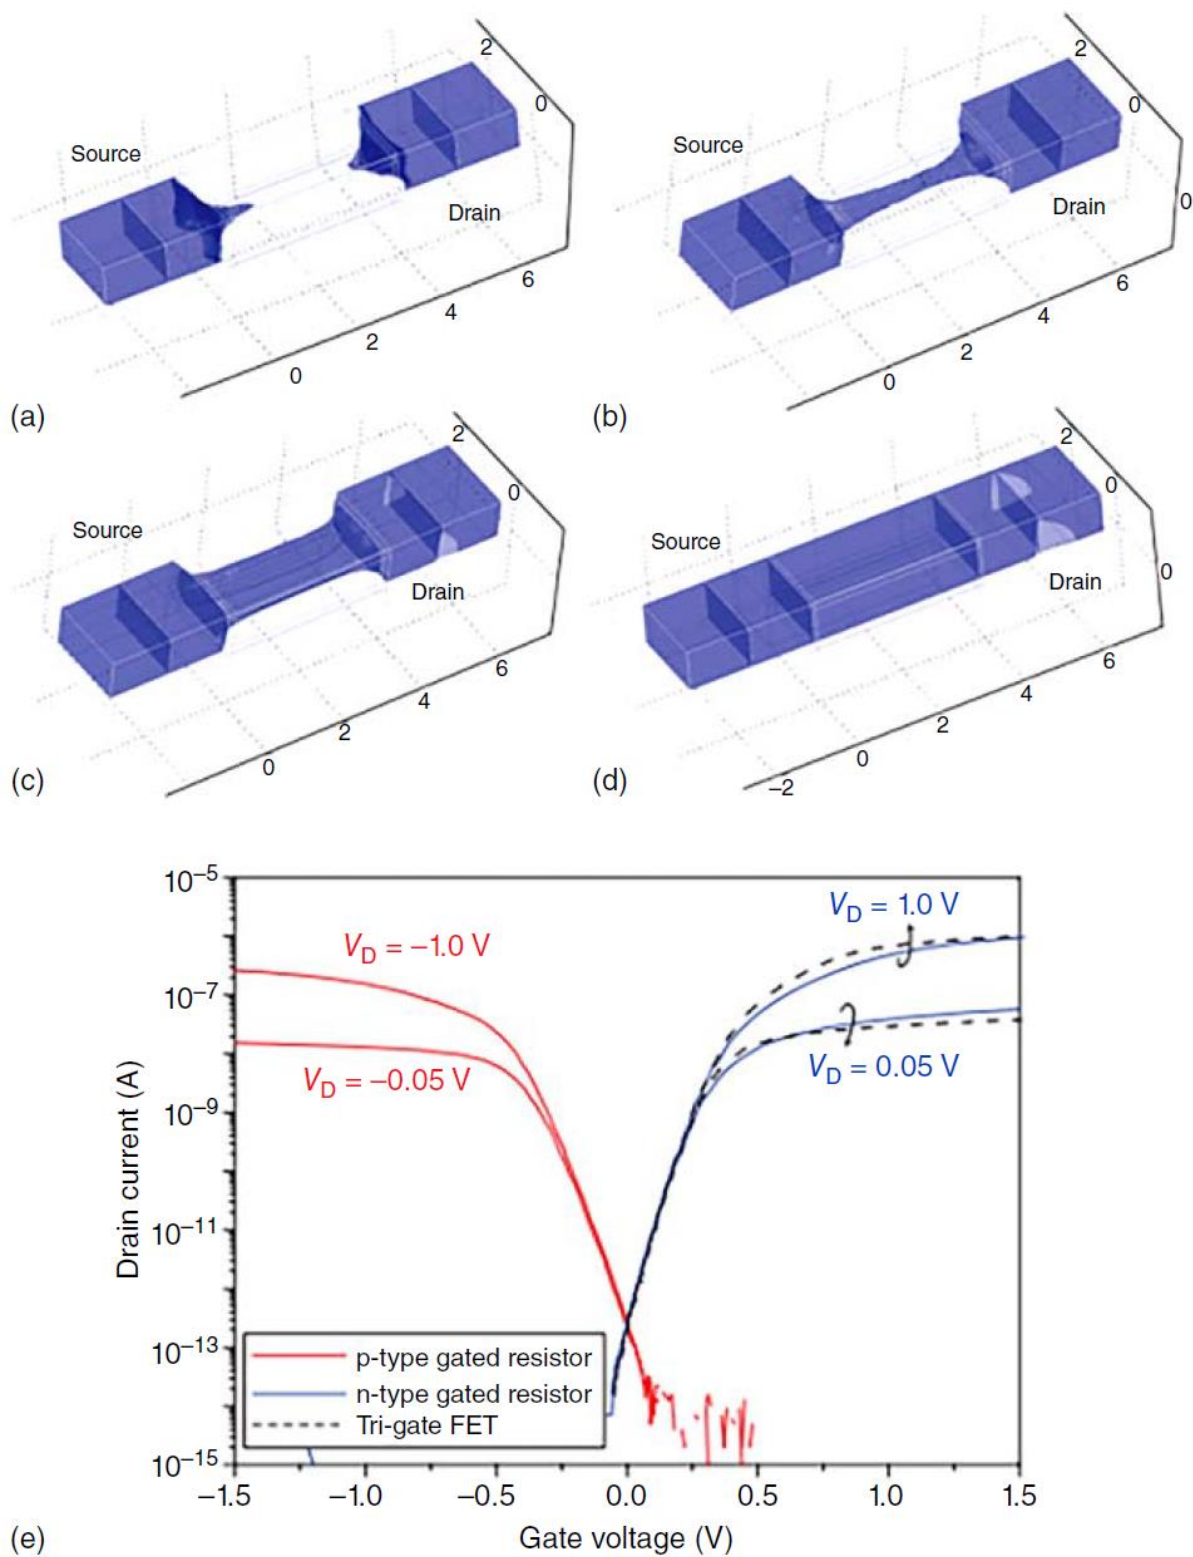 2
0
Source
Drain
6
4
2
0
(a)
2
0
Source
0
Drain
6
4
2
0
(b)
2
0
Source
Drain
6
4
2
0
(c)
2
0
Source
0
Drain
6
4
2
0
−2
(d)
10−5
10−7
10−9
10−11
10−13
10−15
Drain current (A)
VD = −1.0 V
VD = −0.05 V
VD = 1.0 V
VD = 0.05 V
p-type gated resistor
n-type gated resistor
Tri-gate FET
−1.5 −1.0 −0.5 0.0 0.5 1.0 1.5
Gate voltage (V)
(e)